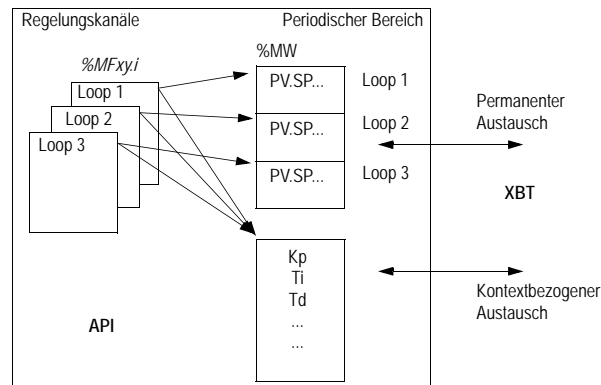 Regelungskanäle
Periodischer Bereich
%MFxy.i
%MW
Loop 1
Loop 2
Loop 3
PV.SP...
Loop 1
PV.SP...
Loop 2
PV.SP...
Loop 3
Permanenter
Austausch
XBT
Kp
Ti
Td
...
...
Kontextbezogener
Austausch
API